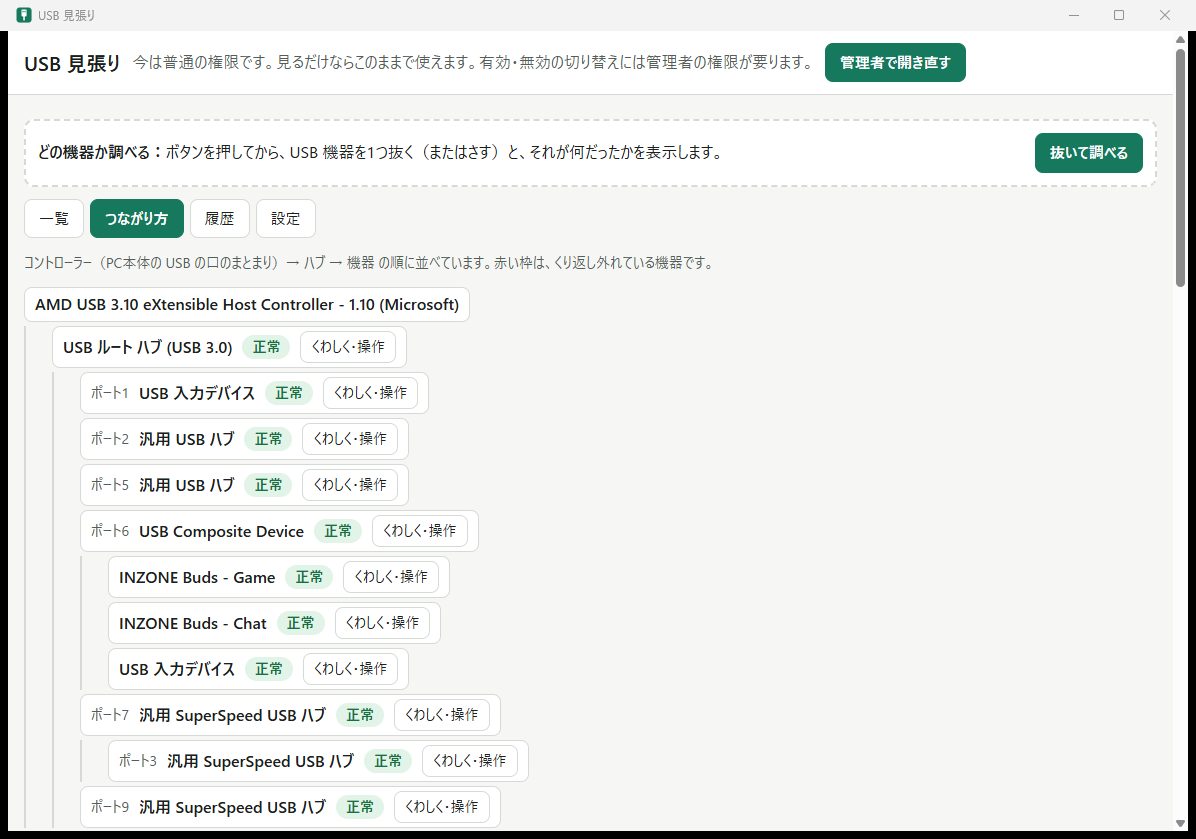 USB 見張り
USB 見張り 今は普通の権限です。見るだけならこのままで使えます。有効・無効の切り替えには管理者の権限が要ります。 管理者で開き直す
どの機器か調べる：ボタンを押してから、USB 機器を1つ抜く（またはさす）と、それが何だったかを表示します。 抜いて調べる
一覧 つながり方 履歴 設定
コントローラー（PC本体の USB の口のまとまり）→ ハブ → 機器 の順に並べています。赤い枠は、くり返し外れている機器です。
AMD USB 3.10 eXtensible Host Controller - 1.10 (Microsoft)
USB ルート ハブ (USB 3.0) 正常 くわしく・操作
ポート1 USB 入力デバイス 正常 くわしく・操作
ポート2 汎用 USB ハブ 正常 くわしく・操作
ポート5 汎用 USB ハブ 正常 くわしく・操作
ポート6 USB Composite Device 正常 くわしく・操作
INZONE Buds - Game 正常 くわしく・操作
INZONE Buds - Chat 正常 くわしく・操作
USB 入力デバイス 正常 くわしく・操作
ポート7 汎用 SuperSpeed USB ハブ 正常 くわしく・操作
ポート3 汎用 SuperSpeed USB ハブ 正常 くわしく・操作
ポート9 汎用 SuperSpeed USB ハブ 正常 くわしく・操作